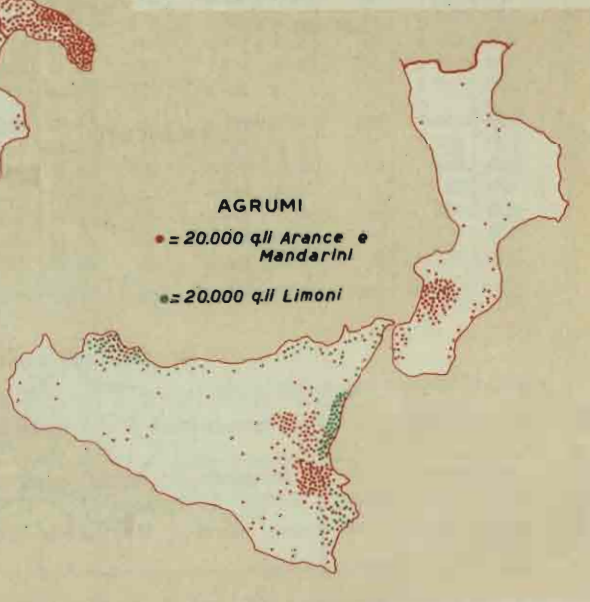 AGRUMI
= 20.000 q.li Arance e
Mandarini
= 20.000 q.li Limoni